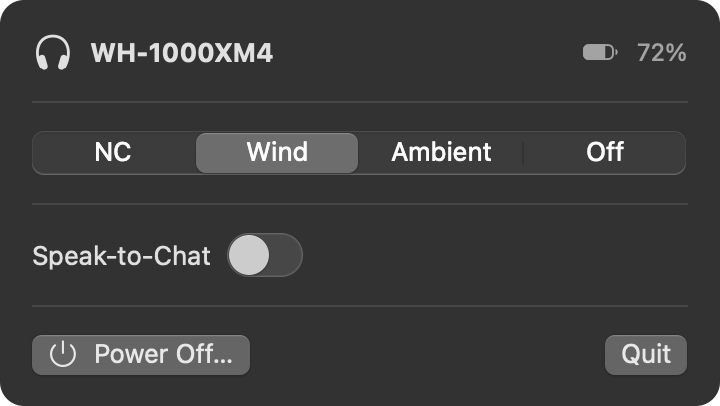 WH-1000XM4 72%
NC Wind Ambient Off
Speak-to-Chat
Power Off... Quit